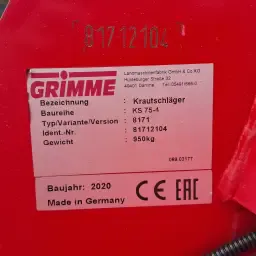 81712104
GRIMME
Landmaschinenfabrik GmbH & Co.KG
Hunteburger Strasse 32
49401 Damme
Bezeichnung : Krautschläger
Baureihe : KS 75-4
Typ/Variante/Version : 8171
Ident.-Nr. : 81712104
Gewicht : 950kg
Baujahr: 2020
Made in Germany
CE EAC